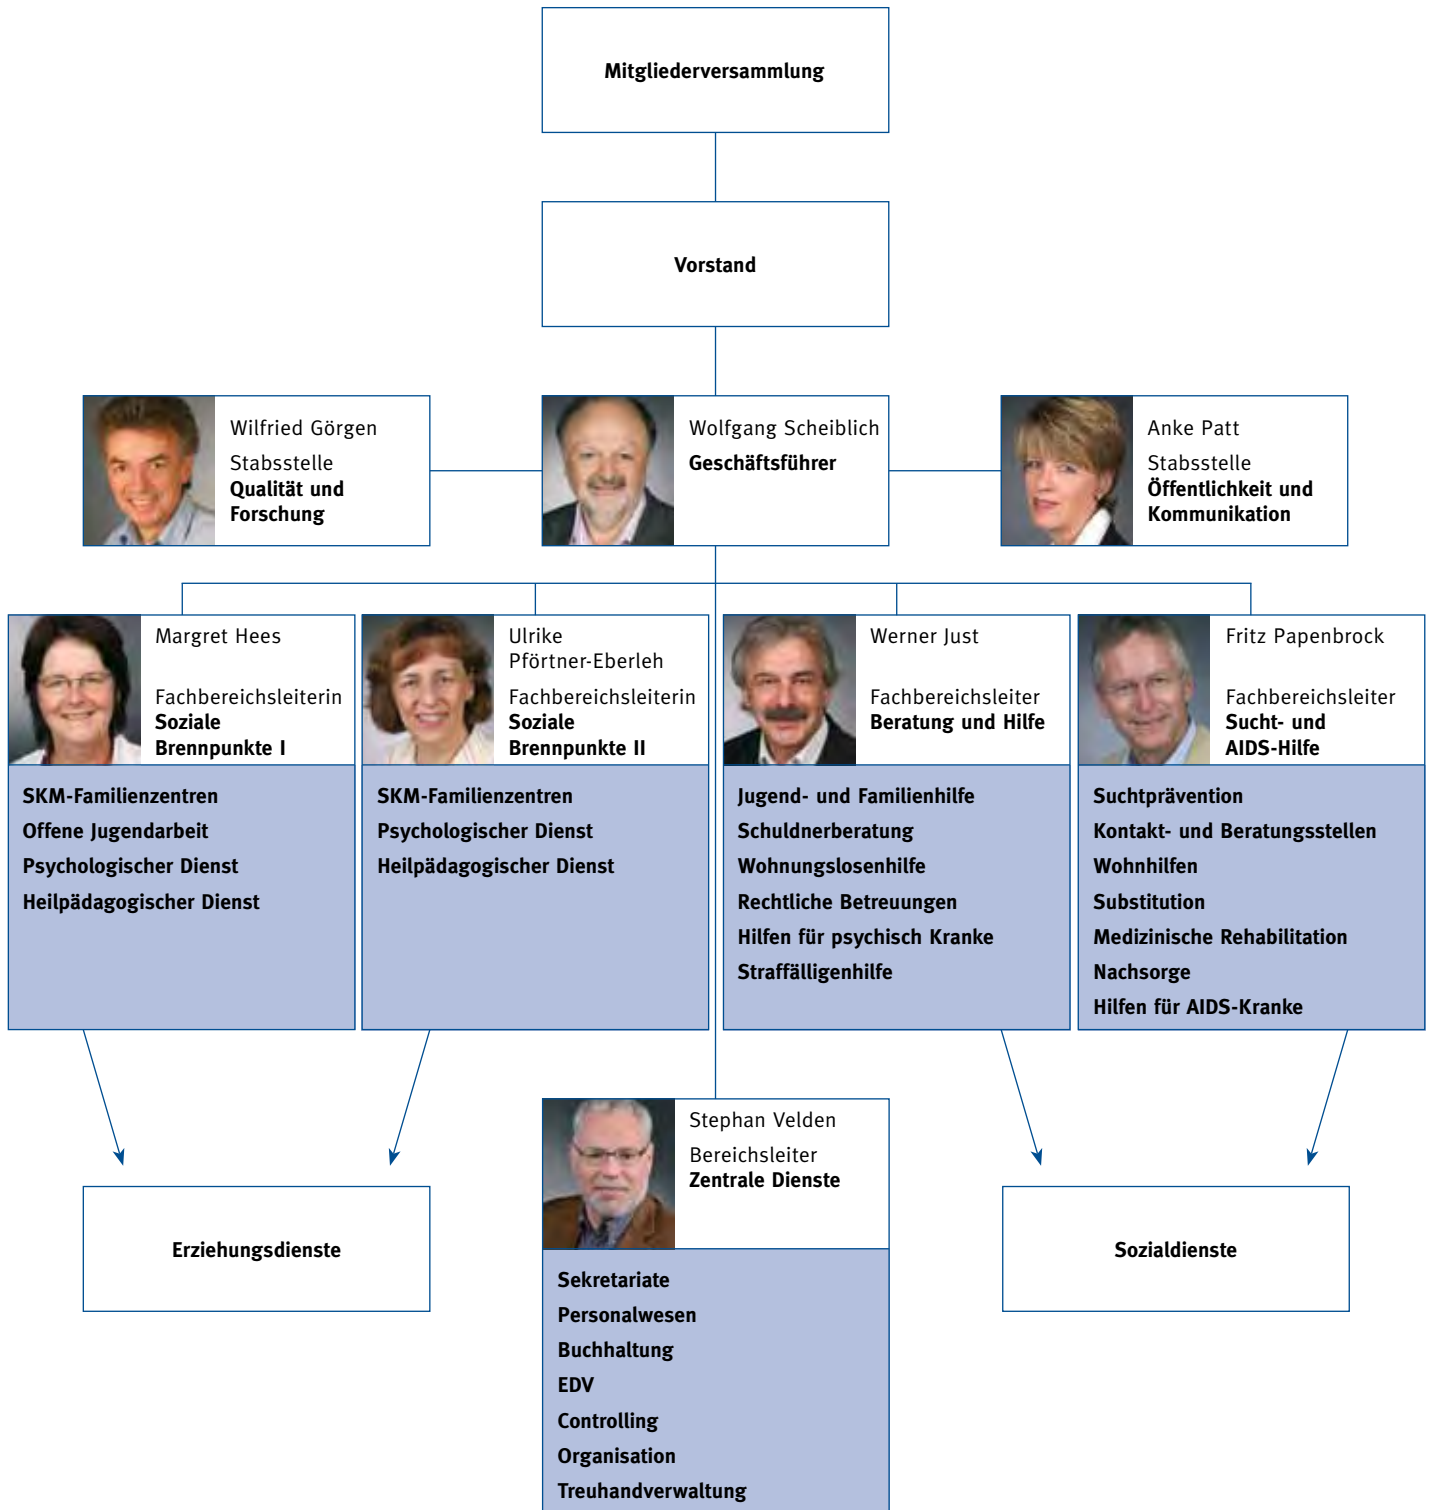 Mitgliederversammlung
Vorstand
Wilfried Görgen
Stabsstelle
Qualität und
Forschung
Wolfgang Scheiblich
Geschäftsführer
Anke Patt
Stabsstelle
Öffentlichkeit und
Kommunikation
Margret Hees
Fachbereichsleiterin
Soziale
Brennpunkte I
SKM-Familienzentren
Offene Jugendarbeit
Psychologischer Dienst
Heilpädagogischer Dienst
Ulrike
Pförtner-Eberleh
Fachbereichsleiterin
Soziale
Brennpunkte II
SKM-Familienzentren
Psychologischer Dienst
Heilpädagogischer Dienst
Werner Just
Fachbereichsleiter
Beratung und Hilfe
Jugend- und Familienhilfe
Schuldnerberatung
Wohnungslosenhilfe
Rechtliche Betreuungen
Hilfen für psychisch Kranke
Straffälligenhilfe
Fritz Papenbrock
Fachbereichsleiter
Sucht- und
AIDS-Hilfe
Suchtprävention
Kontakt- und Beratungsstellen
Wohnhilfen
Substitution
Medizinische Rehabilitation
Nachsorge
Hilfen für AIDS-Kranke
Erziehungsdienste
Stephan Velden
Bereichsleiter
Zentrale Dienste
Sekretariate
Personalwesen
Buchhaltung
EDV
Controlling
Organisation
Treuhandverwaltung
Sozialdienste